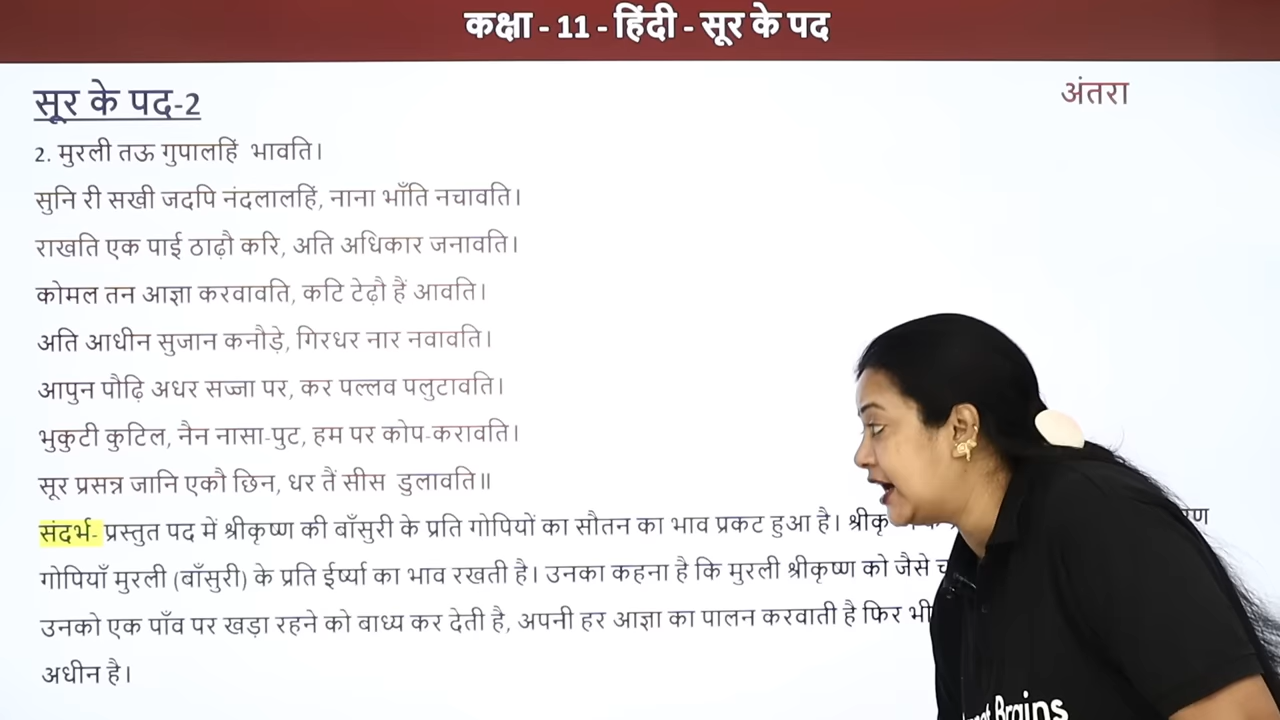 कक्षा - 11 - हिंदी - सूर के पद
सूर के पद-2
अंतरा
2. मुरली तऊ गुपालहिं भावति।
सुनि री सखी जदपि नंदलालहिं, नाना भाँति नचावति।
राखति एक पाई ठाढ़ौ करि, अति अधिकार जनावति।
कोमल तन आज्ञा करवावति, कटि टेढ़ौ हैं आवति।
अति आधीन सुजान कनौड़े, गिरधर नार नवावति।
आपुन पौढ़ि अधर सज्जा पर, कर पल्लव पलुटावति।
भुकुटी कुटिल, नैन नासा-पुट, हम पर कोप-करावति।
सूर प्रसन्न जानि एकौ छिन, धर तैं सीस डुलावति॥
संदर्भ- प्रस्तुत पद में श्रीकृष्ण की बाँसुरी के प्रति गोपियों का सौतन का भाव प्रकट हुआ है।
गोपियाँ मुरली (बाँसुरी) के प्रति ईर्ष्या का भाव रखती है। उनका कहना है कि मुरली श्रीकृष्ण को जैसे
उनको एक पाँव पर खड़ा रहने को बाध्य कर देती है, अपनी हर आज्ञा का पालन करवाती है फिर भी
अधीन है।
Brains